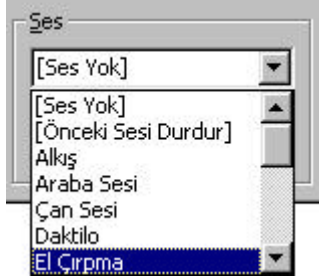 Ses
[Ses Yok]
[Ses Yok]
[Önceki Sesi Durdur]
Alkış
Araba Sesi
Çan Sesi
Daktilo
El Çırpma